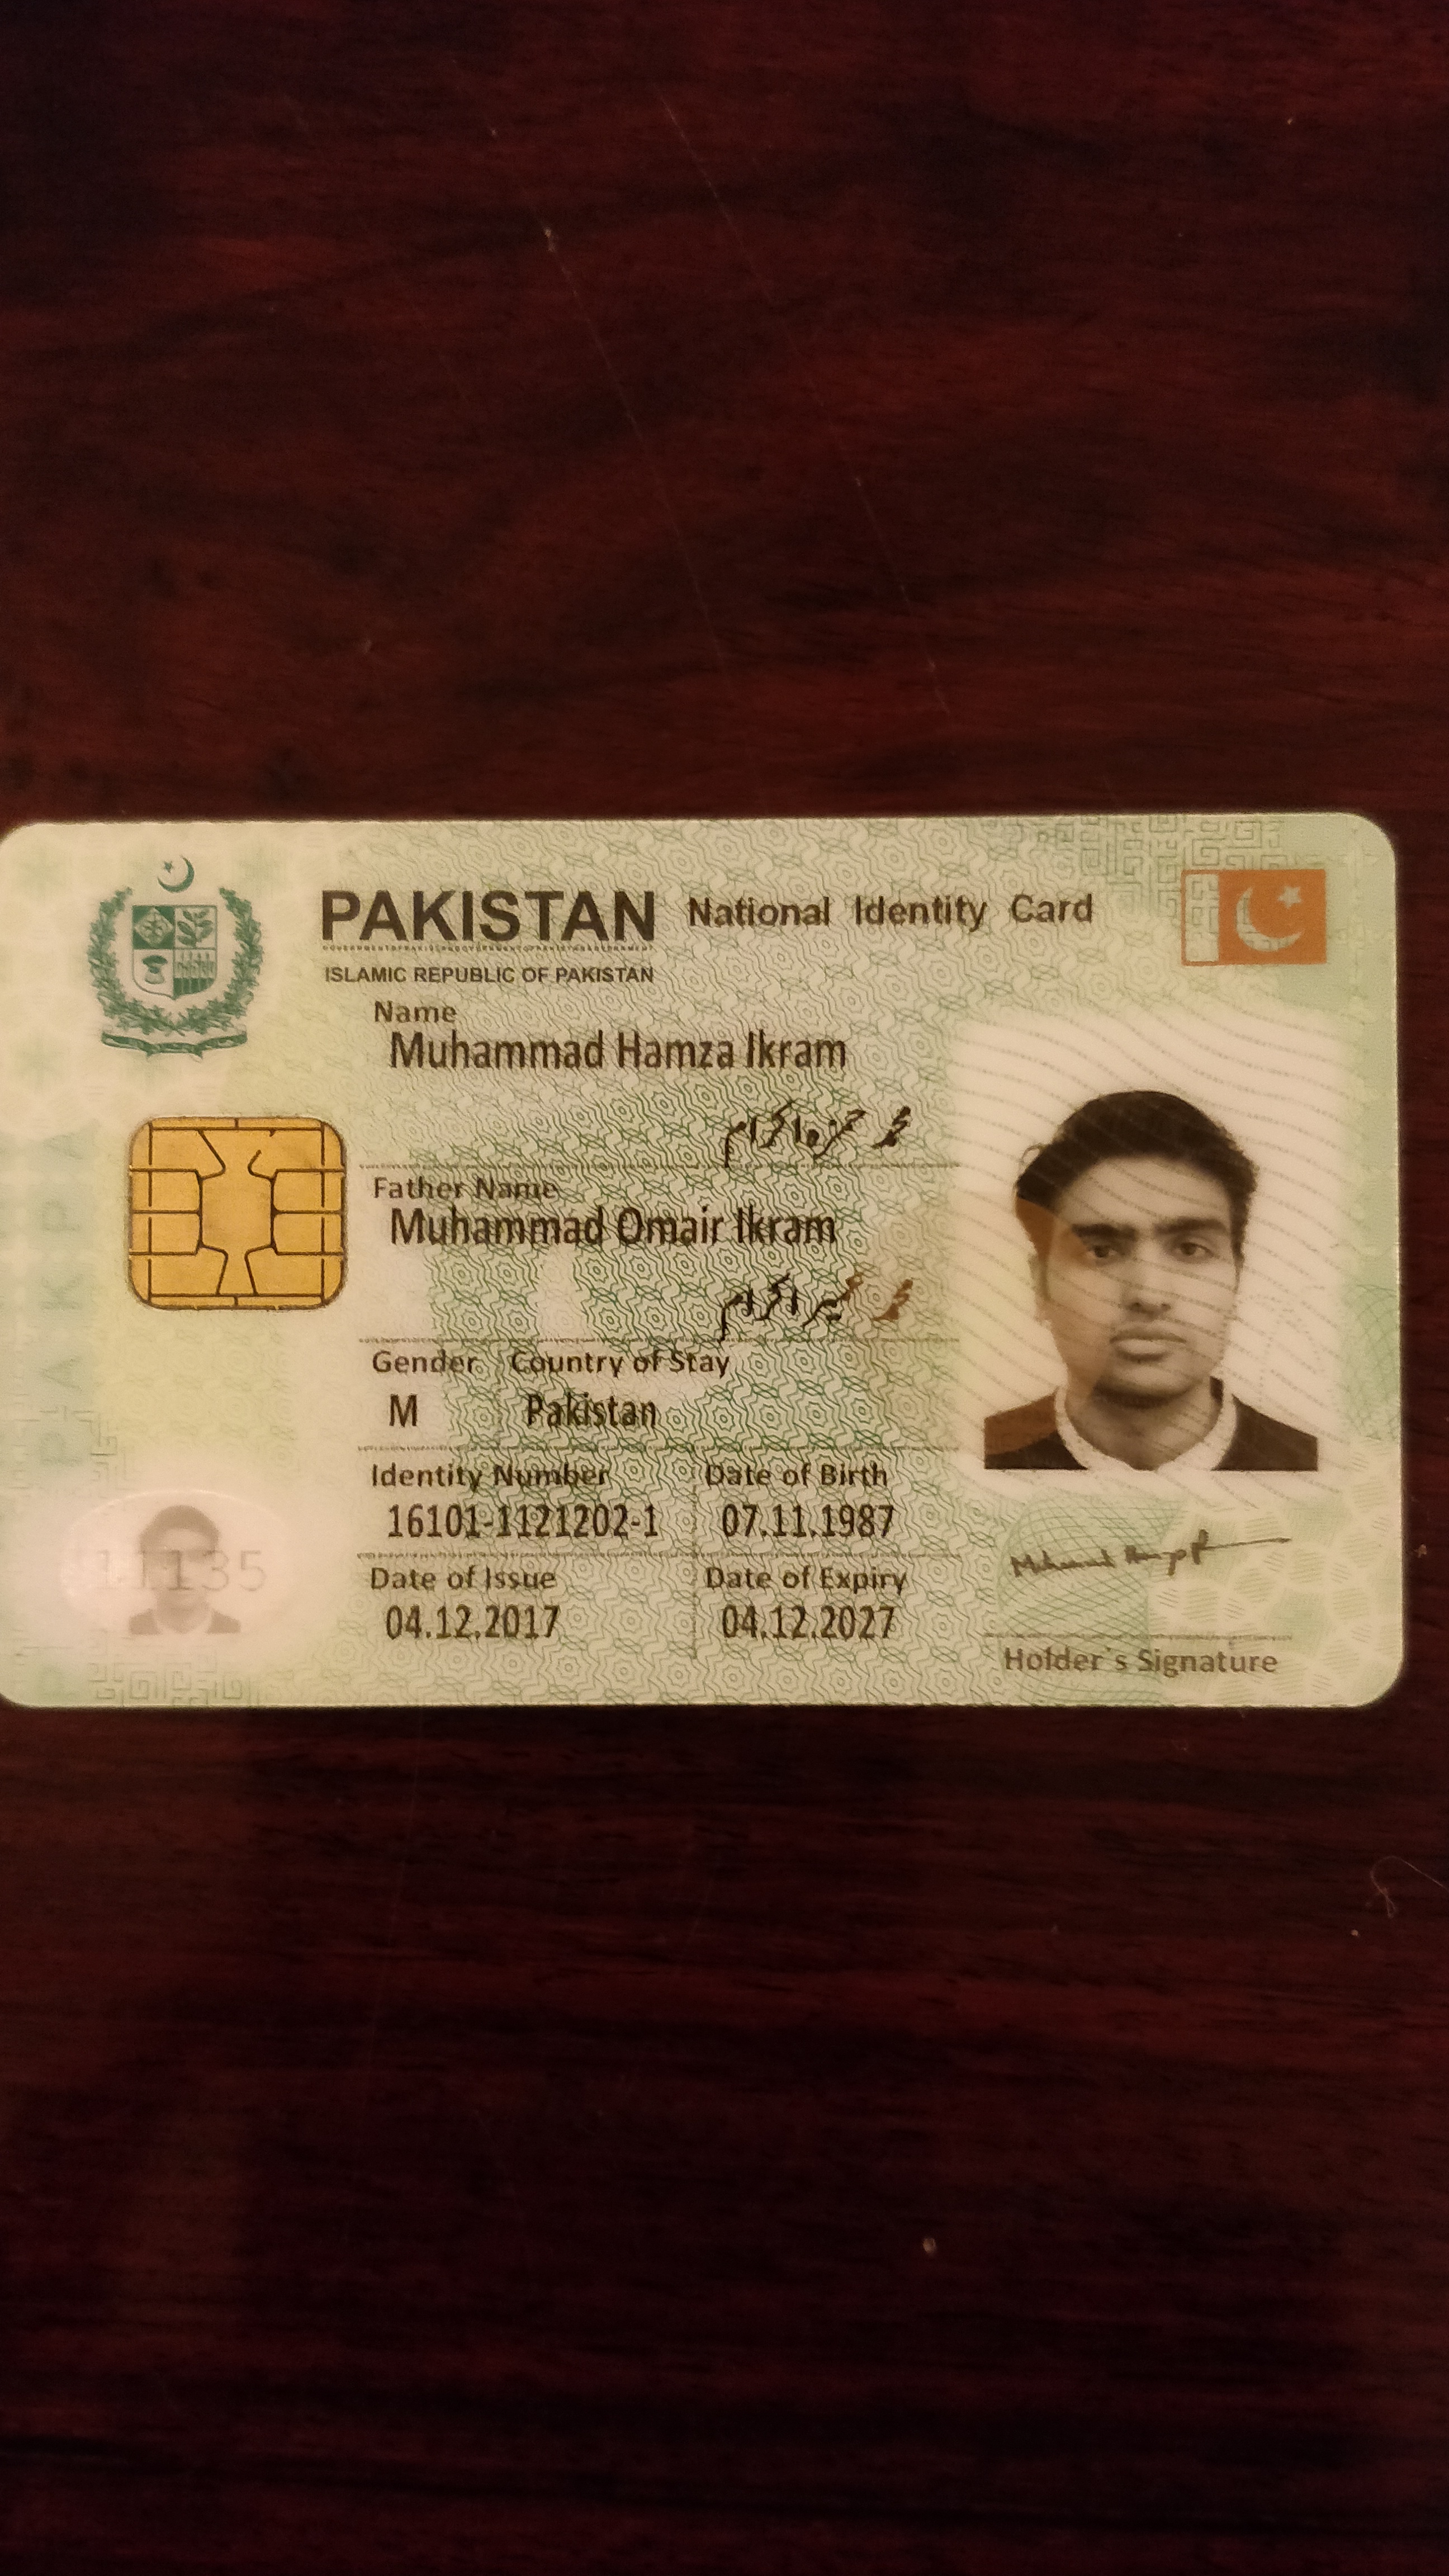 PAKISTAN National Identity Card
ISLAMIC REPUBLIC OF PAKISTAN
Name
Muhammad Hamza Ikram
محمد حمزہ اکرام
Father Name
Muhammad Omair Ikram
محمد عمیر اکرام
Gender Country of Stay
M Pakistan
Identity Number Date of Birth
16101-1121202-1 07.11.1987
Date of Issue Date of Expiry
04.12.2017 04.12.2027
Holder's Signature
11135
PAK